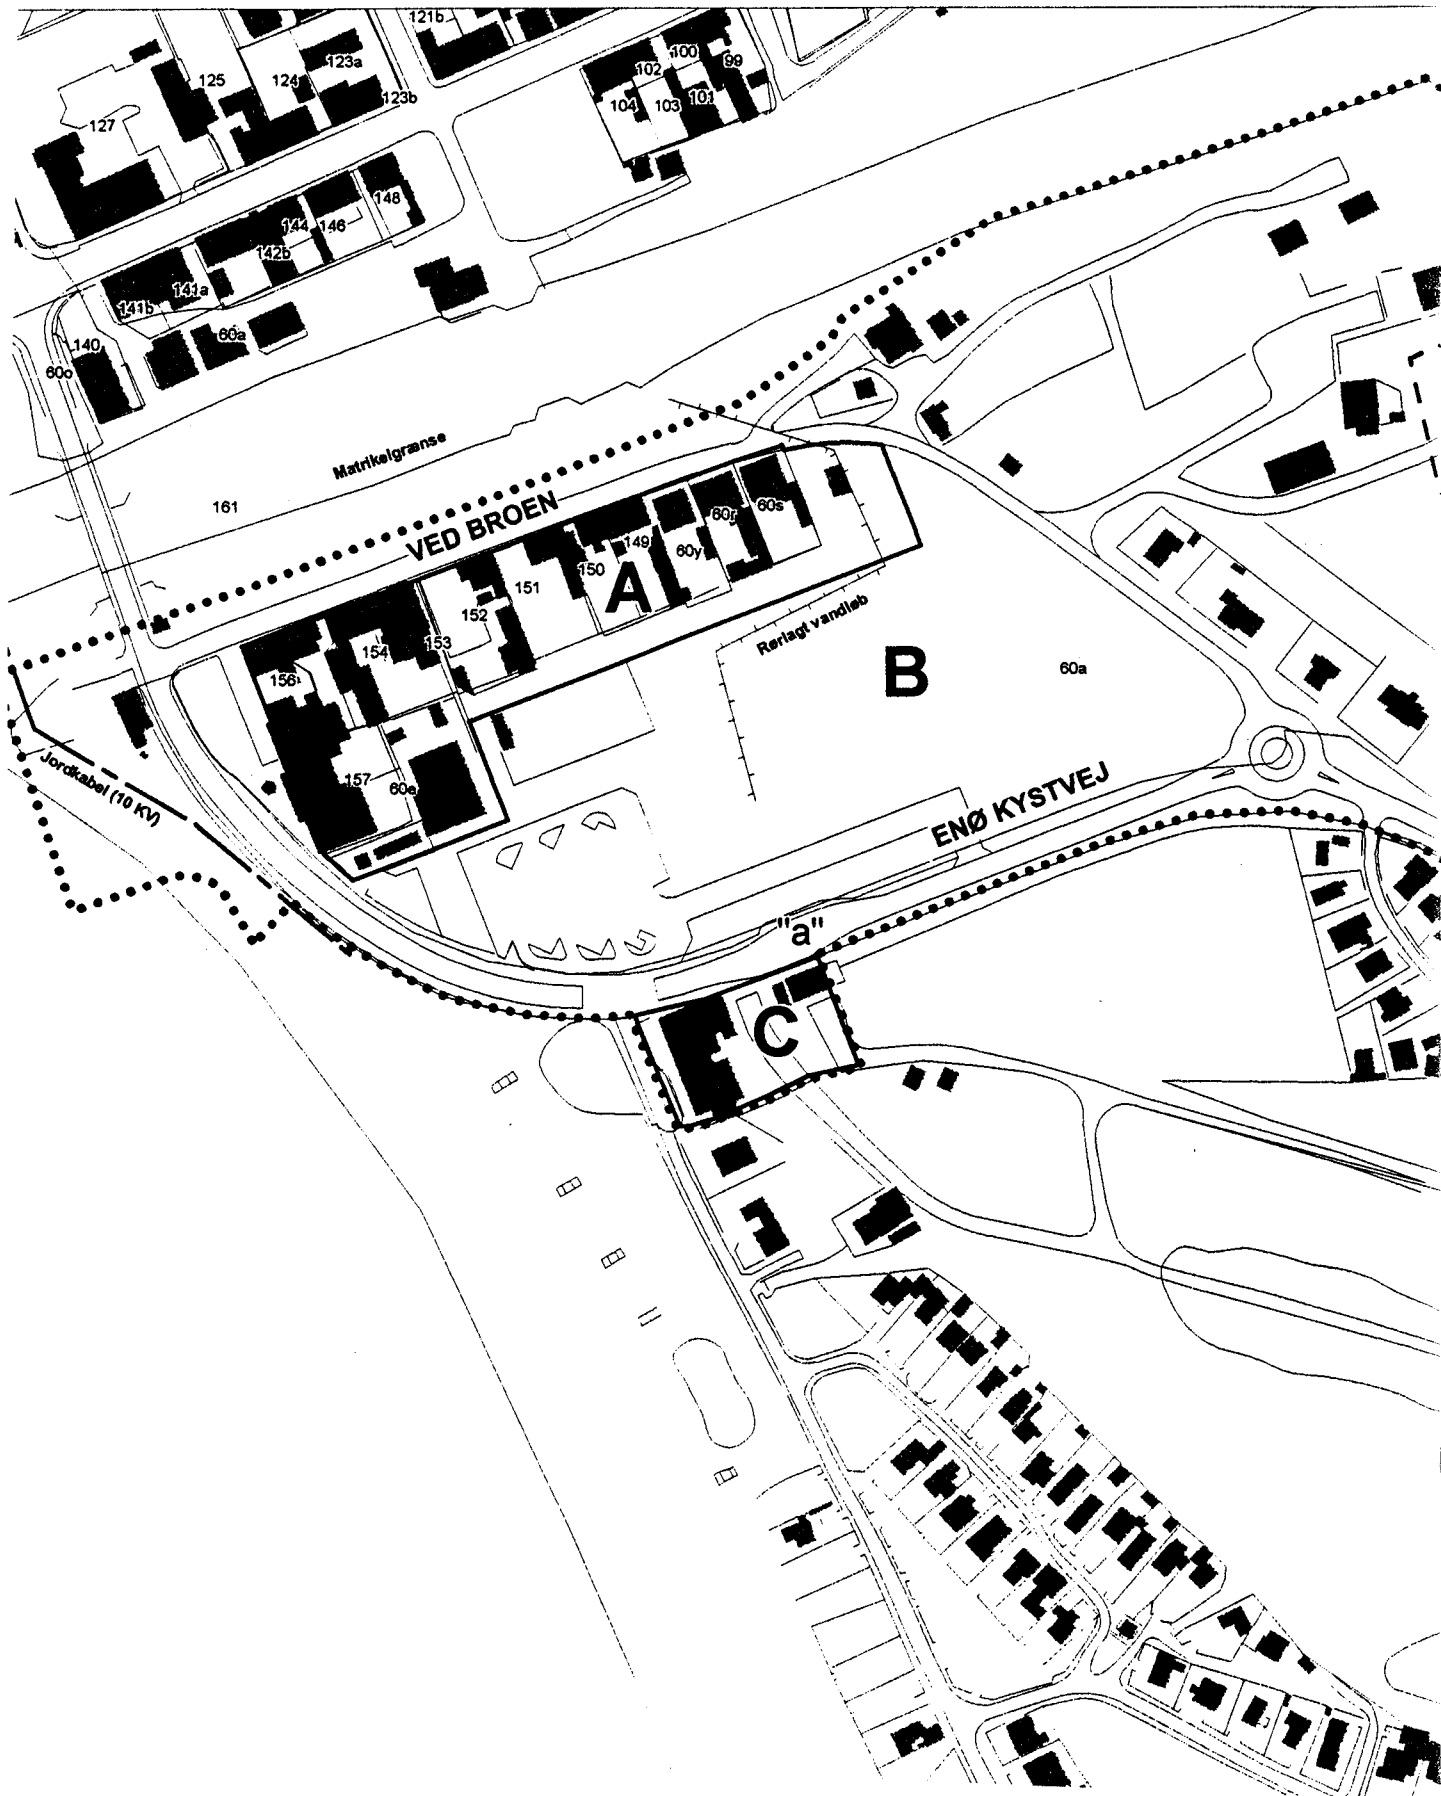 121b
125
124
123a
123b
127
100
102
99
104
103
101
148
144
146
142b
141a
141b
60a
140
60o
Matrikelgrænse
161
VED BROEN
60s
60r
149
60y
150
A
151
152
153
154
156
Rørlagt vandløb
B
60a
157
60e
Jordkabel (10 KV)
ENØ KYSTVEJ
"a"
C